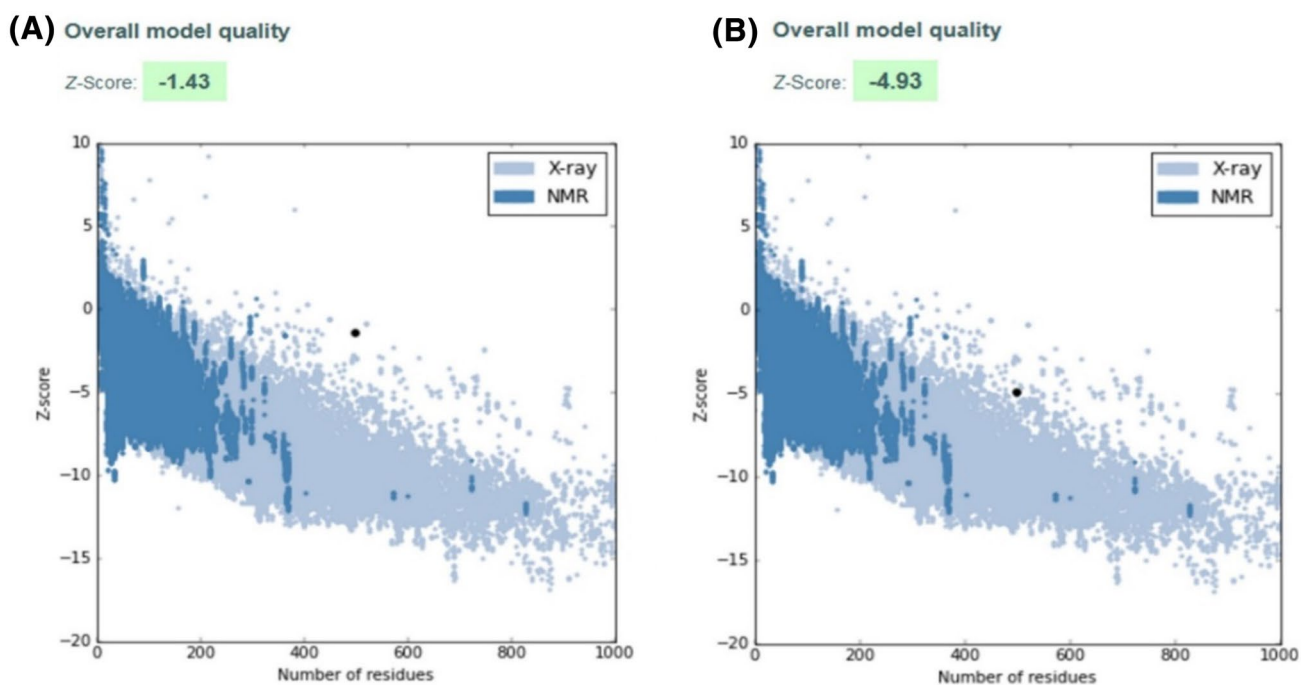 (A) Overall model quality
Z-Score: -1.43
10
5
0
−5
−10
−15
−20
Z-score
X-ray
NMR
0 200 400 600 800 1000
Number of residues
(B) Overall model quality
Z-Score: -4.93
10
5
0
−5
−10
−15
−20
Z-score
X-ray
NMR
0 200 400 600 800 1000
Number of residues